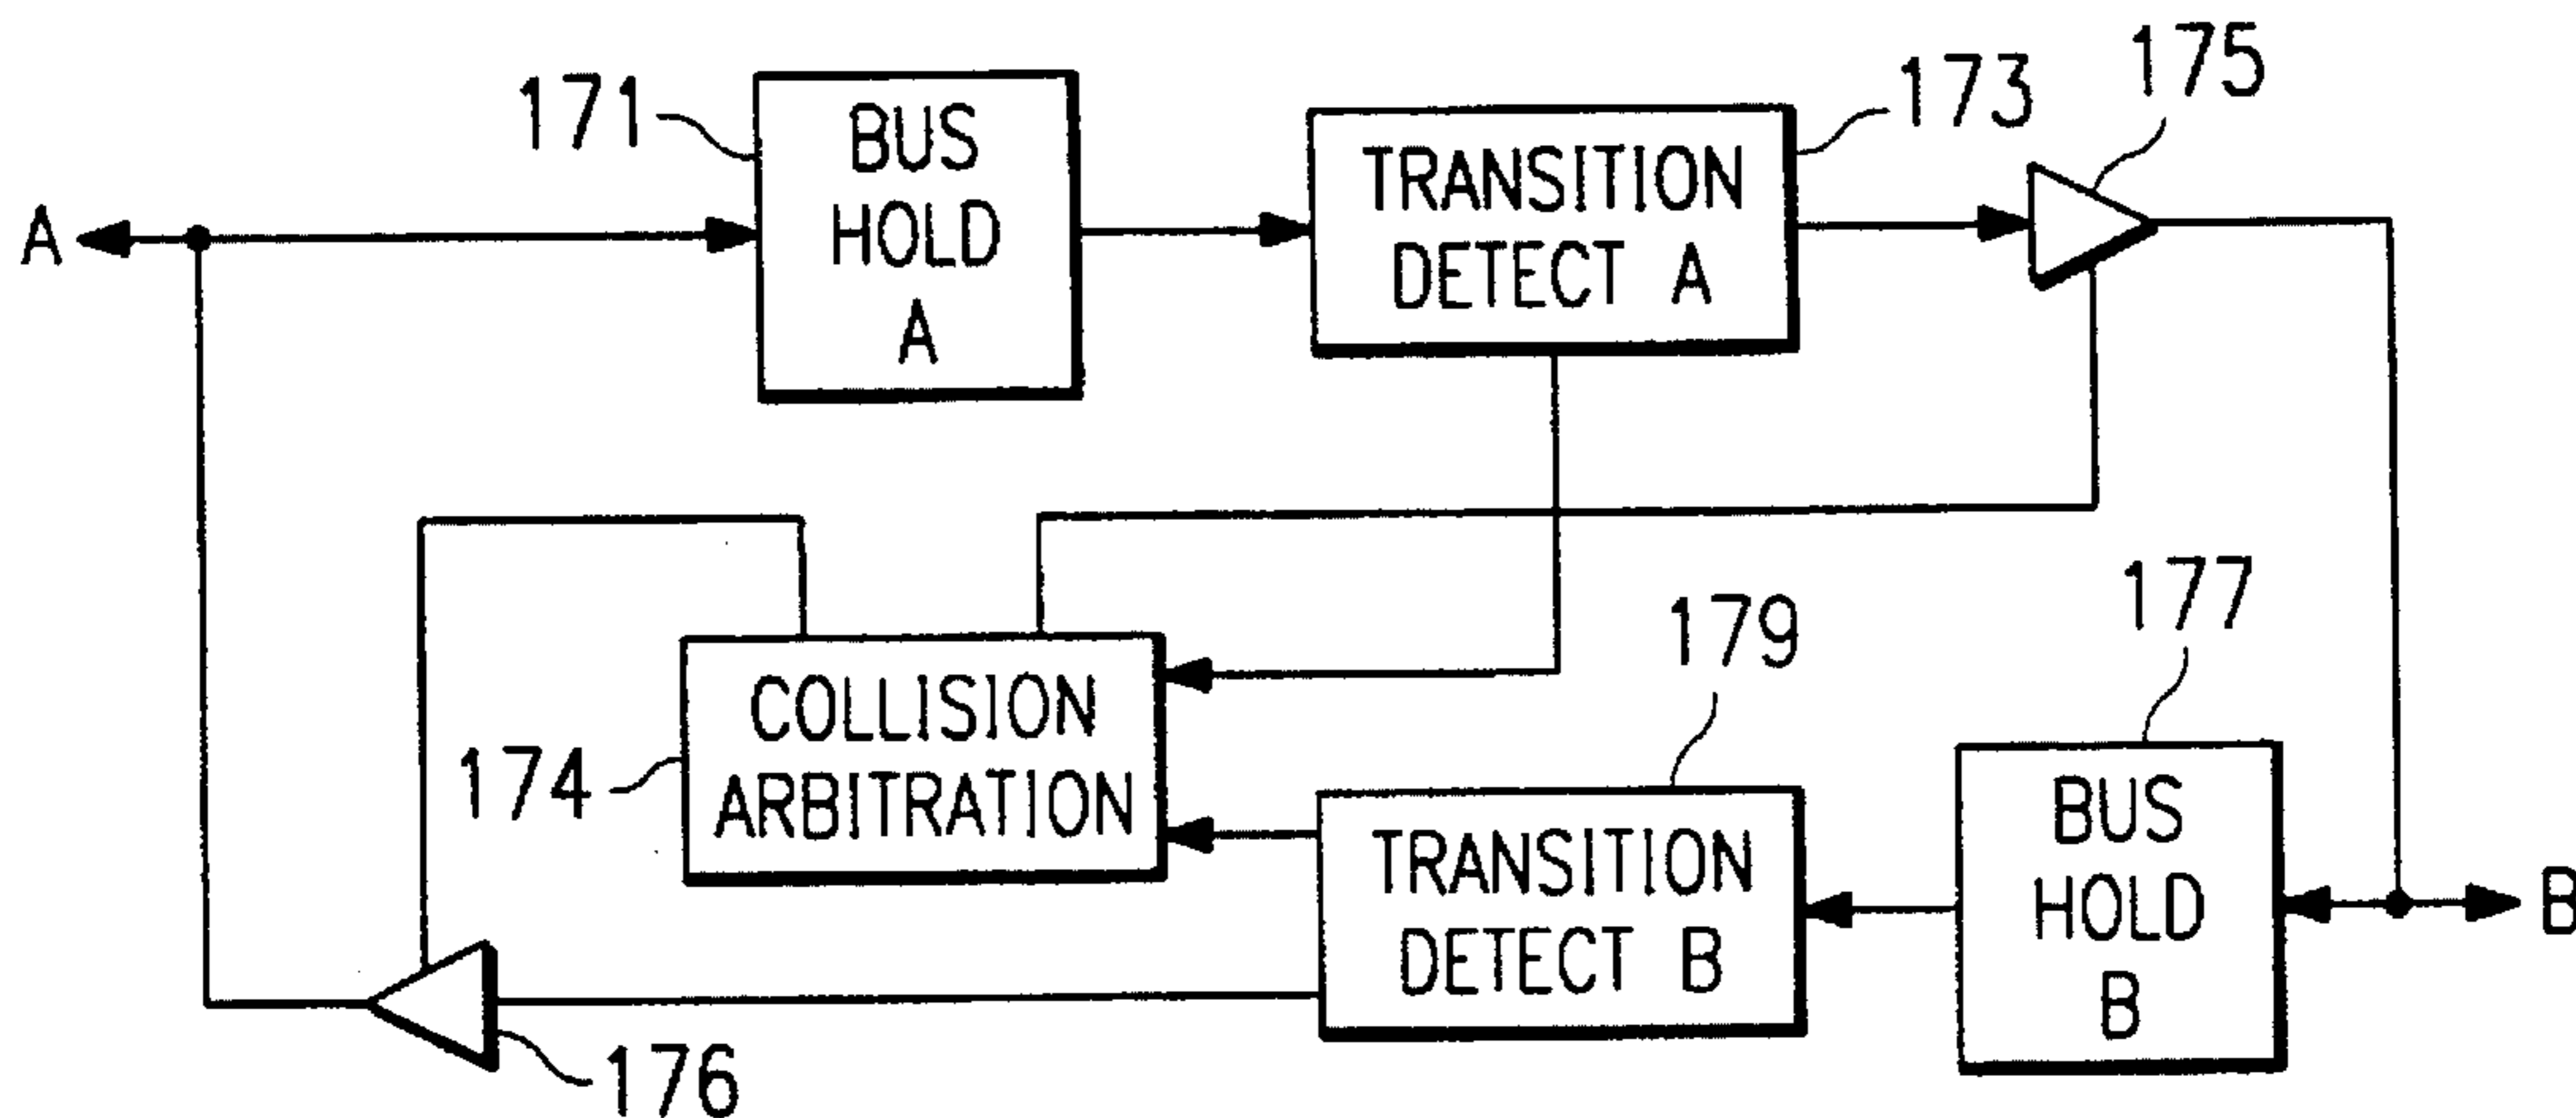 175
171
BUS
HOLD
A
173
TRANSITION
DETECT A
A
177
179
COLLISION
ARBITRATION
174
BUS
HOLD
B
TRANSITION
DETECT B
B
176